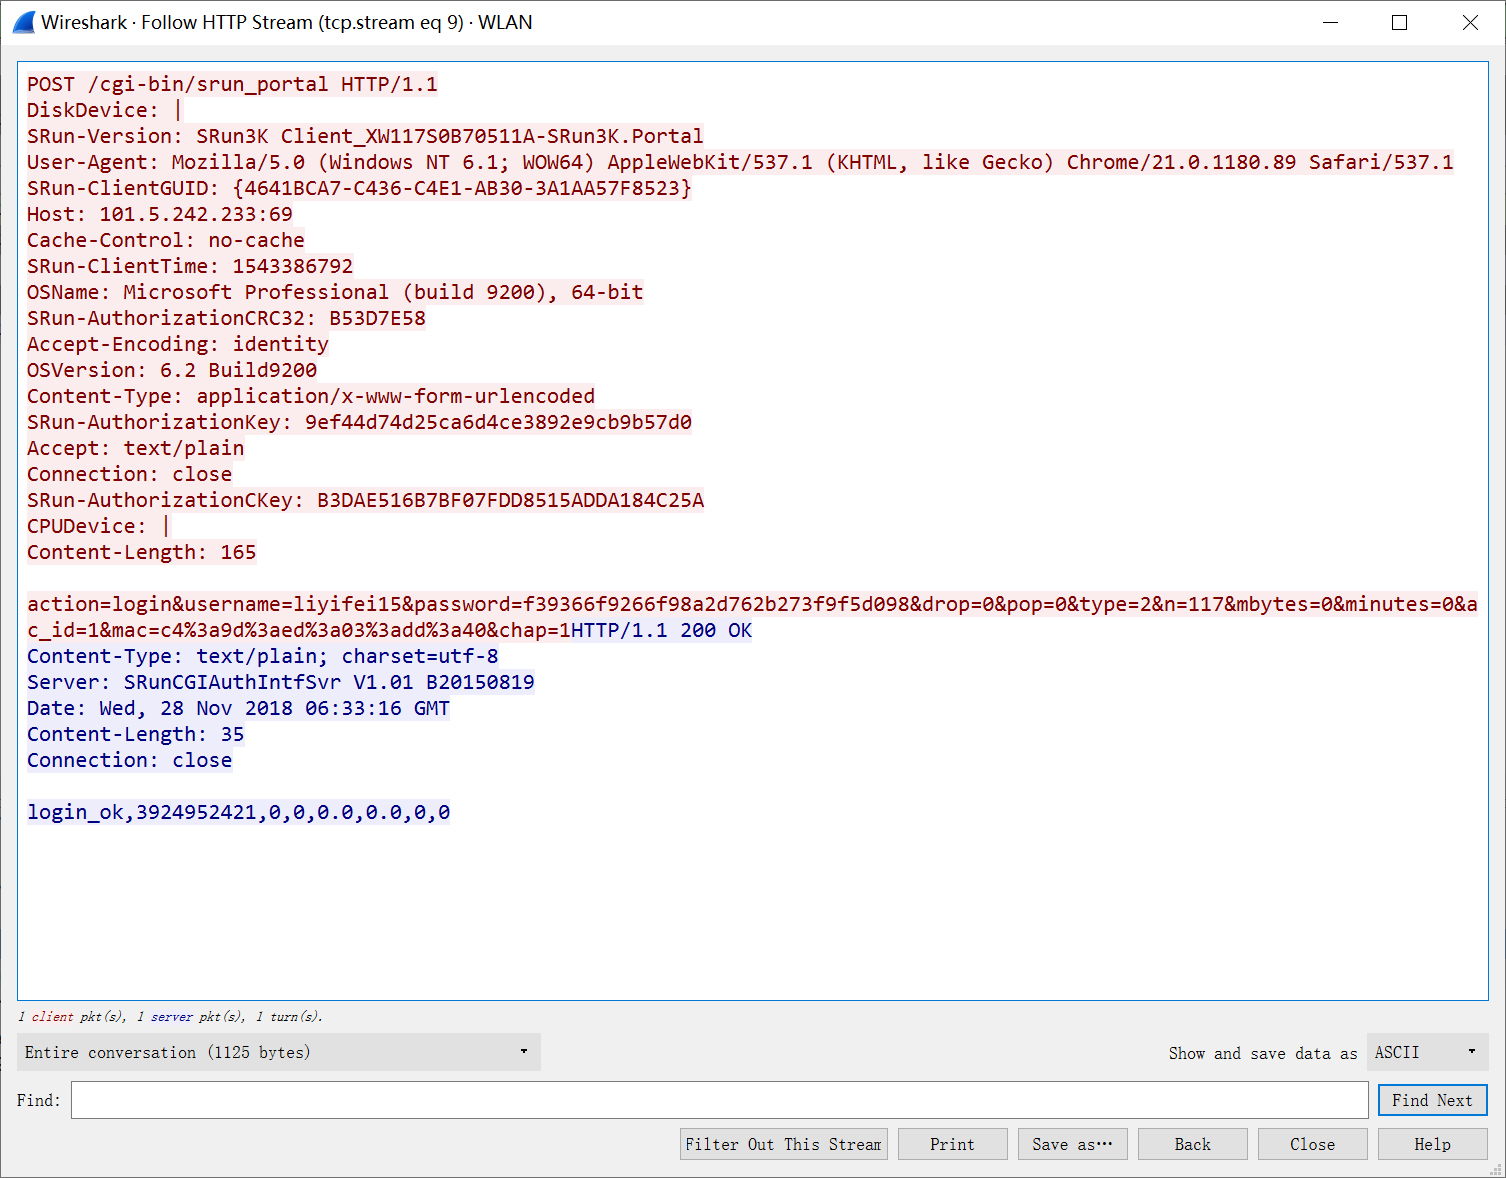 Wireshark · Follow HTTP Stream (tcp.stream eq 9) · WLAN
POST /cgi-bin/srun_portal HTTP/1.1
DiskDevice: |
SRun-Version: SRun3K Client_XW117S0B70511A-SRun3K.Portal
User-Agent: Mozilla/5.0 (Windows NT 6.1; WOW64) AppleWebKit/537.1 (KHTML, like Gecko) Chrome/21.0.1180.89 Safari/537.1
SRun-ClientGUID: {4641BCA7-C436-C4E1-AB30-3A1AA57F8523}
Host: 101.5.242.233:69
Cache-Control: no-cache
SRun-ClientTime: 1543386792
OSName: Microsoft Professional (build 9200), 64-bit
SRun-AuthorizationCRC32: B53D7E58
Accept-Encoding: identity
OSVersion: 6.2 Build9200
Content-Type: application/x-www-form-urlencoded
SRun-AuthorizationKey: 9ef44d74d25ca6d4ce3892e9cb9b57d0
Accept: text/plain
Connection: close
SRun-AuthorizationCKey: B3DAE516B7BF07FDD8515ADDA184C25A
CPUDevice: |
Content-Length: 165
action=login&username=liyifei15&password=f39366f9266f98a2d762b273f9f5d098&drop=0&pop=0&type=2&n=117&mbytes=0&minutes=0&a
c_id=1&mac=c4%3a9d%3aed%3a03%3add%3a40&chap=1HTTP/1.1 200 OK
Content-Type: text/plain; charset=utf-8
Server: SRunCGIAuthIntfSvr V1.01 B20150819
Date: Wed, 28 Nov 2018 06:33:16 GMT
Content-Length: 35
Connection: close
login_ok,3924952421,0,0,0.0,0.0,0,0
1 client pkt(s), 1 server pkt(s), 1 turn(s).
Entire conversation (1125 bytes)
Show and save data as ASCII
Find: Find Next
Filter Out This Stream Print Save as… Back Close Help